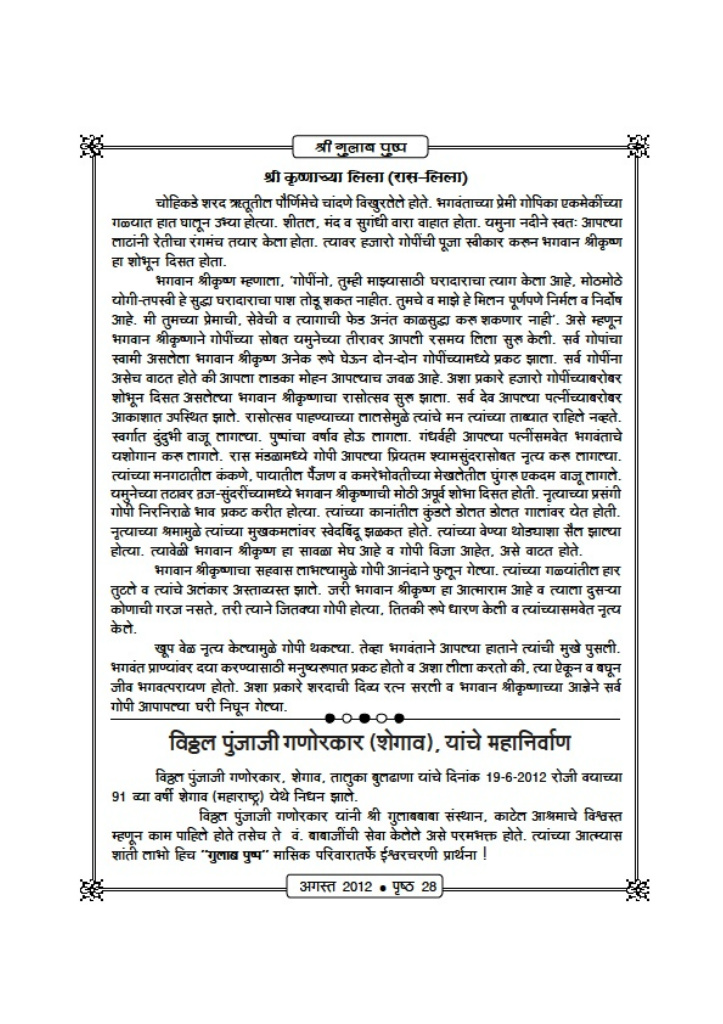 श्री गुलाब पुष्प
श्री कृष्णाच्या लिला (रास-लिला)
चोहिकडे शरद ऋतूतील पौर्णिमेचे चांदणे विखुरलेले होते. भगवंताच्या प्रेमी गोपिका एकमेकींच्या
गळ्यात हात घालून उभ्या होत्या. शीतल, मंद व सुगंधी वारा वाहात होता. यमुना नदीने स्वतः आपल्या
लाटांनी रेतीचा रंगमंच तयार केला होता. त्यावर हजारो गोपींची पूजा स्वीकार करून भगवान श्रीकृष्ण
हा शोभून दिसत होता.
भगवान श्रीकृष्ण म्हणाला, 'गोपींनो, तुम्ही माझ्यासाठी घरादाराचा त्याग केला आहे, मोठमोठे
योगी-तपस्वी हे सुद्धा घरादाराचा पाश तोडू शकत नाहीत. तुमचे व माझे हे मिलन पूर्णपणे निर्मल व निर्दोष
आहे. मी तुमच्या प्रेमाची, सेवेची व त्यागाची फेड अनंत काळसुद्धा करू शकणार नाही'. असे म्हणून
भगवान श्रीकृष्णाने गोपींच्या सोबत यमुनेच्या तीरावर आपली रसमय लिला सुरू केली. सर्व गोपांचा
स्वामी असलेला भगवान श्रीकृष्ण अनेक रूपे घेऊन दोन-दोन गोपींच्यामध्ये प्रकट झाला. सर्व गोपींना
असेच वाटत होते की आपला लाडका मोहन आपल्याच जवळ आहे. अशा प्रकारे हजारो गोपींच्याबरोबर
शोभून दिसत असलेल्या भगवान श्रीकृष्णाचा रासोत्सव सुरू झाला. सर्व देव आपल्या पत्नींच्याबरोबर
आकाशात उपस्थित झाले. रासोत्सव पाहण्याच्या लालसेमुळे त्यांचे मन त्यांच्या ताब्यात राहिले नव्हते.
स्वर्गात दुंदुभी वाजू लागल्या. पुष्पांचा वर्षाव होऊ लागला. गंधर्वही आपल्या पत्नींसमवेत भगवंताचे
यशोगान करू लागले. रास मंडळामध्ये गोपी आपल्या प्रियतम श्यामसुंदरासोबत नृत्य करू लागल्या.
त्यांच्या मनगटातील कंकणे, पायातील पैंजण व कमरेभोवतीच्या मेखलेतील घुंगरू एकदम वाजू लागले.
यमुनेच्या तटावर व्रज-सुंदरींच्यामध्ये भगवान श्रीकृष्णाची मोठी अपूर्व शोभा दिसत होती. नृत्याच्या प्रसंगी
गोपी निरनिराळे भाव प्रकट करीत होत्या. त्यांच्या कानांतील कुंडले डोलत डोलत गालांवर येत होती.
नृत्याच्या श्रमामुळे त्यांच्या मुखकमलांवर स्वेदबिंदू झळकत होते. त्यांच्या वेण्या थोड्याशा सैल झाल्या
होत्या. त्यावेळी भगवान श्रीकृष्ण हा सावळा मेघ आहे व गोपी विजा आहेत, असे वाटत होते.
भगवान श्रीकृष्णाचा सहवास लाभल्यामुळे गोपी आनंदाने फुलून गेल्या. त्यांच्या गळ्यांतील हार
तुटले व त्यांचे अलंकार अस्ताव्यस्त झाले. जरी भगवान श्रीकृष्ण हा आत्माराम आहे व त्याला दुसऱ्या
कोणाची गरज नसते, तरी त्याने जितक्या गोपी होत्या, तितकी रूपे धारण केली व त्यांच्यासमवेत नृत्य
केले.
खूप वेळ नृत्य केल्यामुळे गोपी थकल्या. तेव्हा भगवंताने आपल्या हाताने त्यांची मुखे पुसली.
भगवंत प्राण्यांवर दया करण्यासाठी मनुष्यरूपात प्रकट होतो व अशा लीला करतो की, त्या ऐकून व बघून
जीव भगवत्परायण होतो. अशा प्रकारे शरदाची दिव्य रत्न सरली व भगवान श्रीकृष्णाच्या आज्ञेने सर्व
गोपी आपापल्या घरी निघून गेल्या.
विठ्ठल पुंजाजी गणोरकार (शेगाव), यांचे महानिर्वाण
विठ्ठल पुंजाजी गणोरकार, शेगाव, तालुका बुलढाणा यांचे दिनांक 19-6-2012 रोजी वयाच्या
91 व्या वर्षी शेगाव (महाराष्ट्र) येथे निधन झाले.
विठ्ठल पुंजाजी गणोरकार यांनी श्री गुलाबबाबा संस्थान, काटेल आश्रमाचे विश्वस्त
म्हणून काम पाहिले होते तसेच ते वं. बाबाजींची सेवा केलेले असे परमभक्त होते. त्यांच्या आत्म्यास
शांती लाभो हिच "गुलाब पुष्प" मासिक परिवारातर्फे ईश्वरचरणी प्रार्थना !
अगस्त 2012 ● पृष्ठ 28